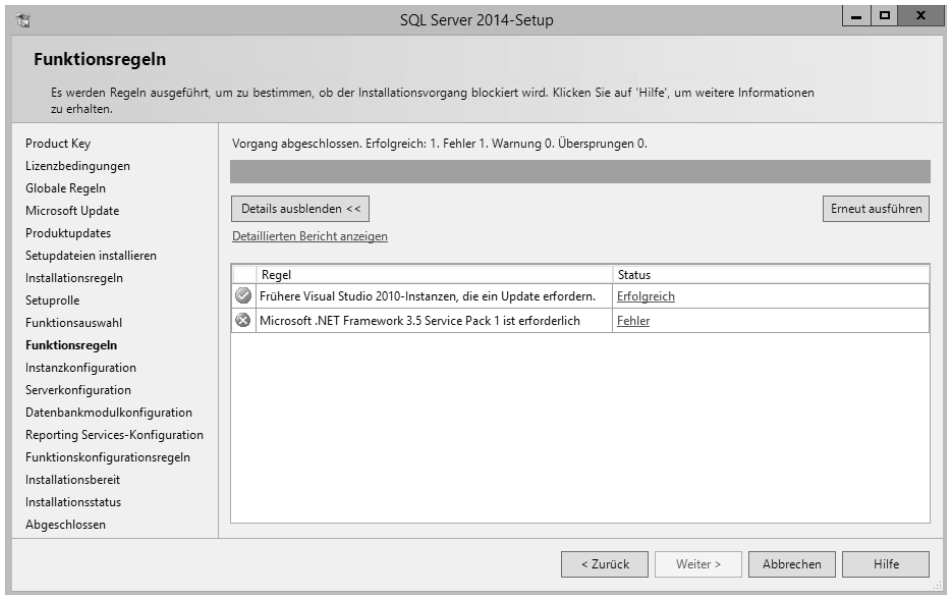 SQL Server 2014-Setup
Funktionsregeln
Es werden Regeln ausgeführt, um zu bestimmen, ob der Installationsvorgang blockiert wird. Klicken Sie auf 'Hilfe', um weitere Informationen
zu erhalten.
Product Key
Lizenzbedingungen
Globale Regeln
Microsoft Update
Produktupdates
Setupdateien installieren
Installationsregeln
Setuprolle
Funktionsauswahl
Funktionsregeln
Instanzkonfiguration
Serverkonfiguration
Datenbankmodulkonfiguration
Reporting Services-Konfiguration
Funktionskonfigurationsregeln
Installationsbereit
Installationsstatus
Abgeschlossen
Vorgang abgeschlossen. Erfolgreich: 1. Fehler 1. Warnung 0. Übersprungen 0.
Details ausblenden <<
Erneut ausführen
Detaillierten Bericht anzeigen
Regel Status
Frühere Visual Studio 2010-Instanzen, die ein Update erfordern. Erfolgreich
Microsoft .NET Framework 3.5 Service Pack 1 ist erforderlich Fehler
< Zurück Weiter > Abbrechen Hilfe